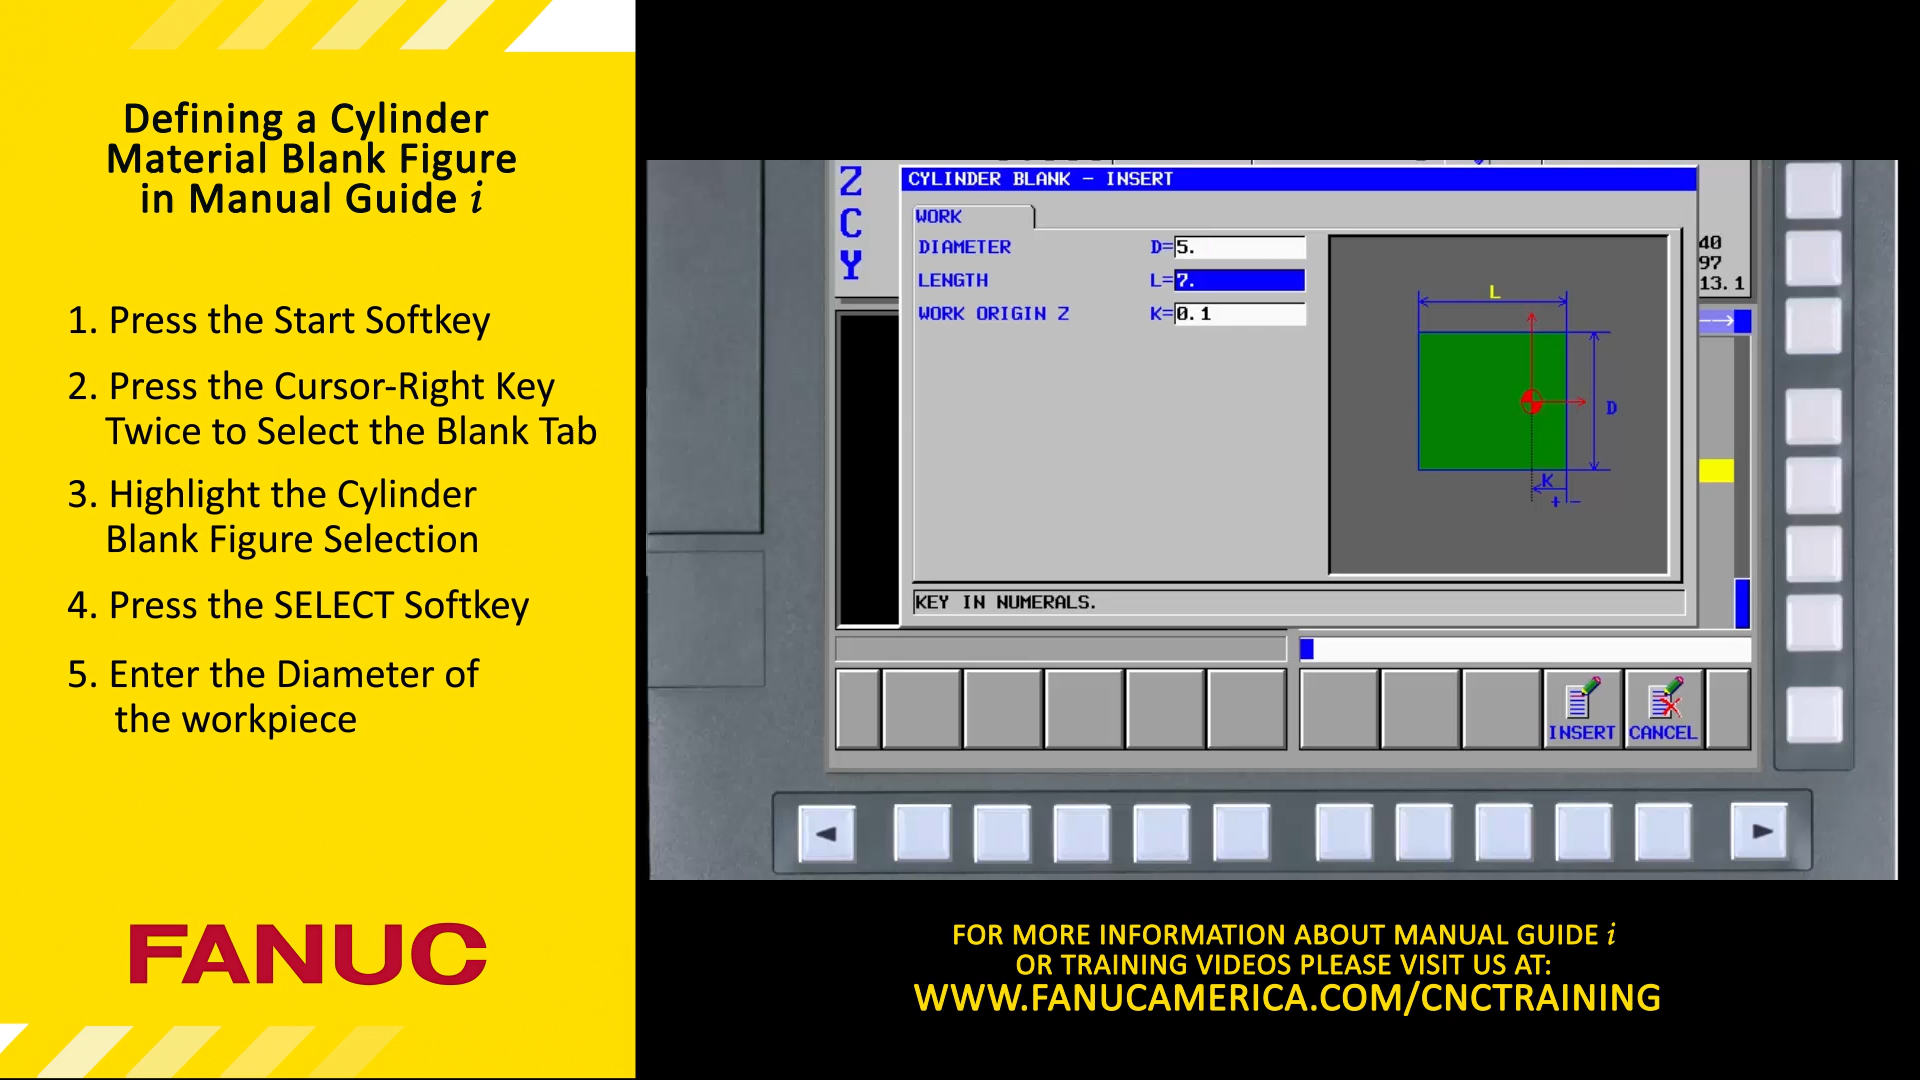 Defining a Cylinder
Material Blank Figure
in Manual Guide i
1. Press the Start Softkey
2. Press the Cursor-Right Key
Twice to Select the Blank Tab
3. Highlight the Cylinder
Blank Figure Selection
4. Press the SELECT Softkey
5. Enter the Diameter of
the workpiece
FANUC
Z
C
Y
CYLINDER BLANK - INSERT
WORK
DIAMETER D=5.
LENGTH L=7.
WORK ORIGIN Z K=0.1
L
D
K
+ -
40
97
13.1
KEY IN NUMERALS.
INSERT CANCEL
FOR MORE INFORMATION ABOUT MANUAL GUIDE i
OR TRAINING VIDEOS PLEASE VISIT US AT:
WWW.FANUCAMERICA.COM/CNCTRAINING